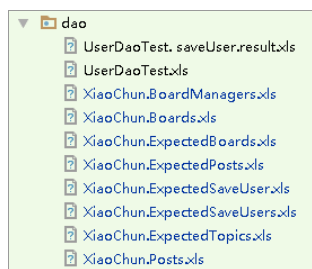 dao
UserDaoTest. saveUser.result.xls
UserDaoTest.xls
XiaoChun.BoardManagers.xls
XiaoChun.Boards.xls
XiaoChun.ExpectedBoards.xls
XiaoChun.ExpectedPosts.xls
XiaoChun.ExpectedSaveUser.xls
XiaoChun.ExpectedSaveUsers.xls
XiaoChun.ExpectedTopics.xls
XiaoChun.Posts.xls